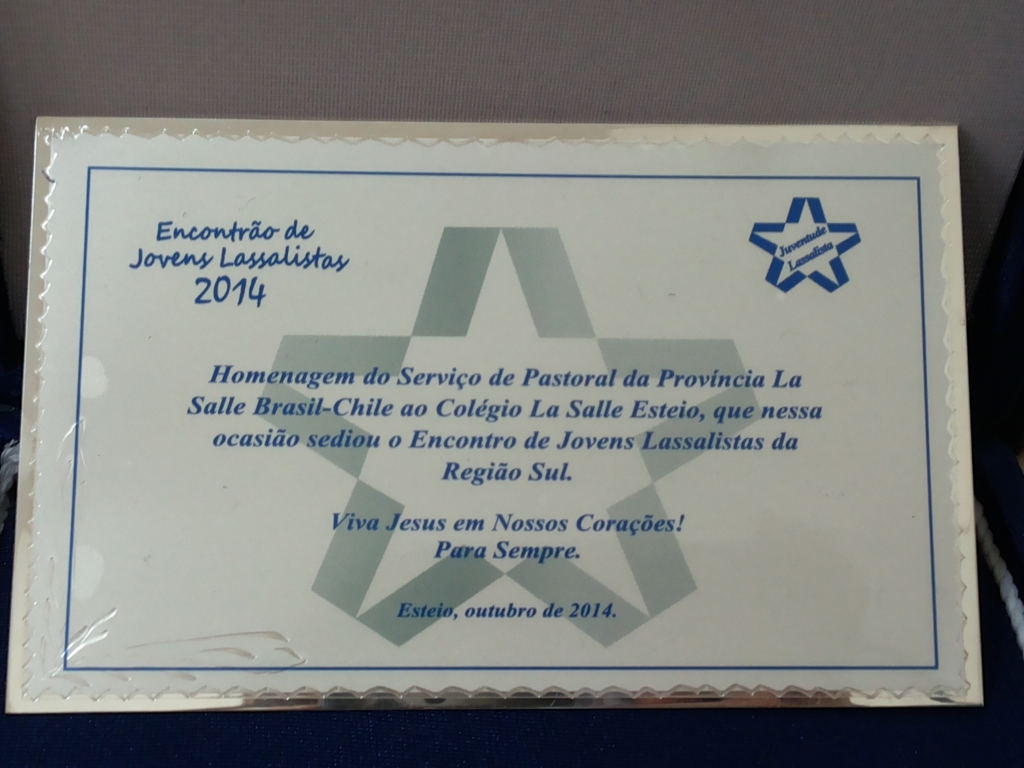 Encontrão de
Jovens Lassalistas
2014
Juventude
Lassalista
Homenagem do Serviço de Pastoral da Província La
Salle Brasil-Chile ao Colégio La Salle Esteio, que nessa
ocasião sediou o Encontro de Jovens Lassalistas da
Região Sul.
Viva Jesus em Nossos Corações!
Para Sempre.
Esteio, outubro de 2014.